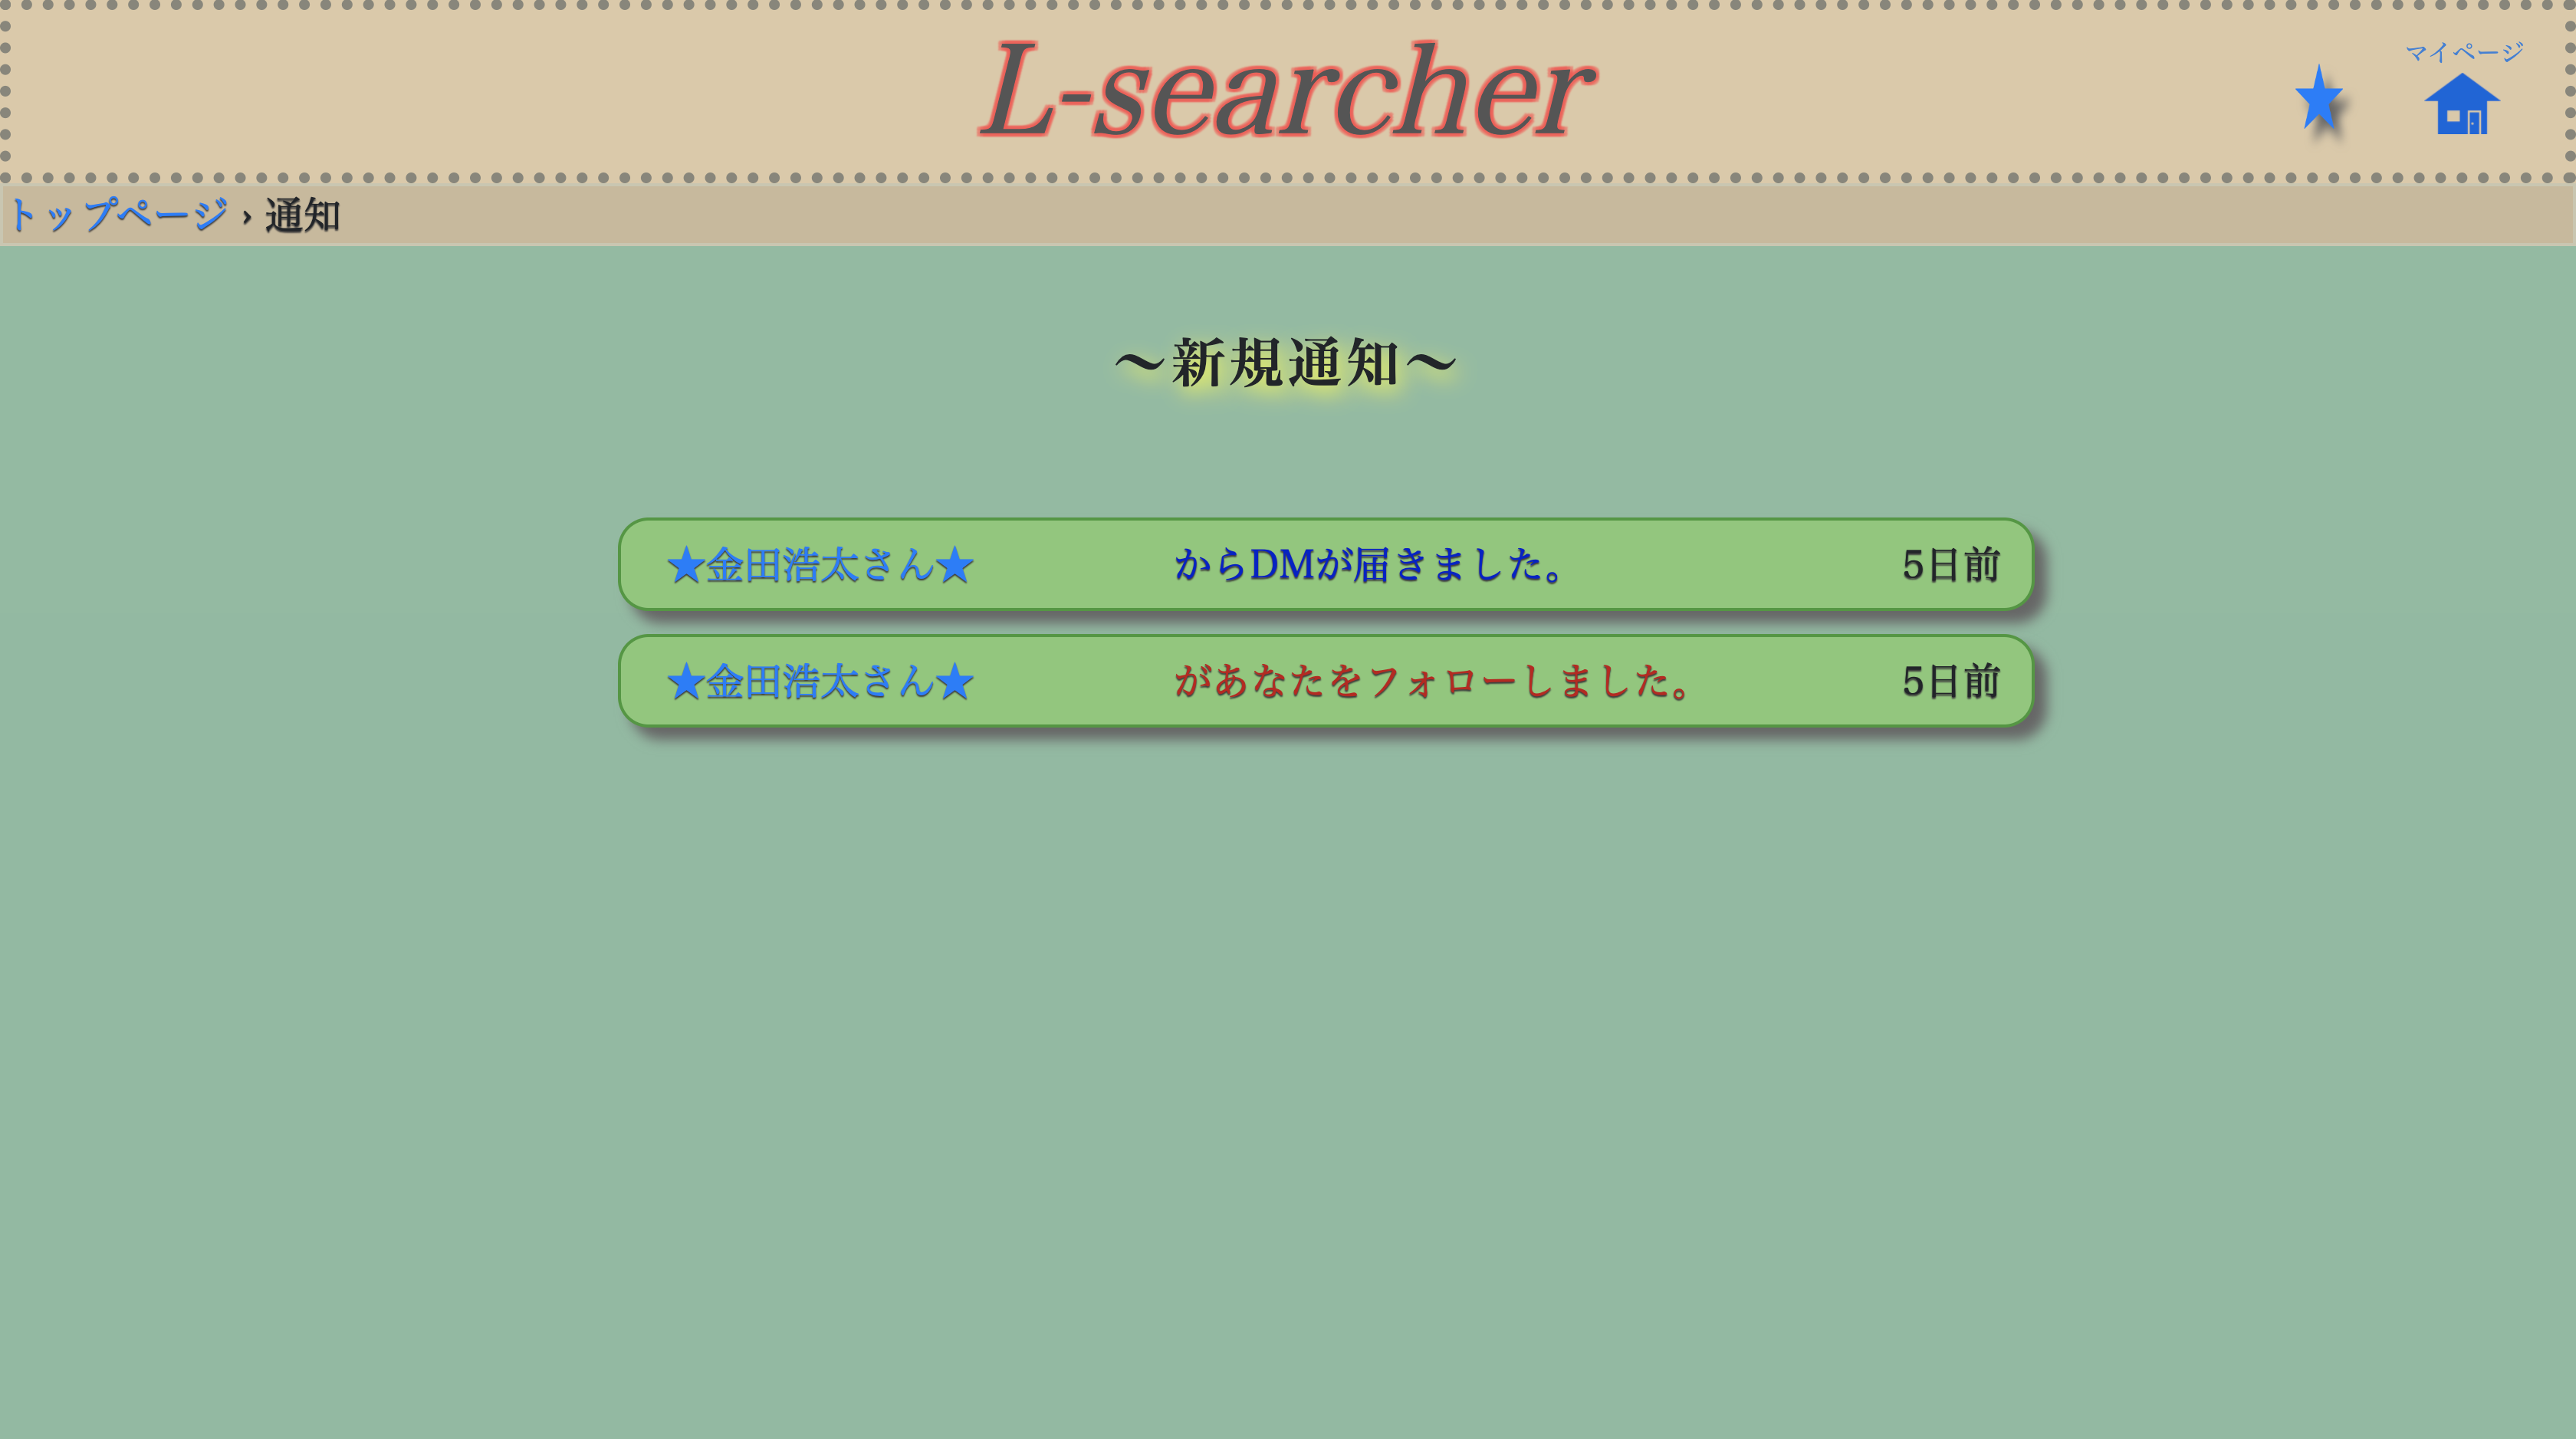 L-searcher
マイページ
トップページ › 通知
〜新規通知〜
★金田浩太さん★ からDMが届きました。 5日前
★金田浩太さん★ があなたをフォローしました。 5日前